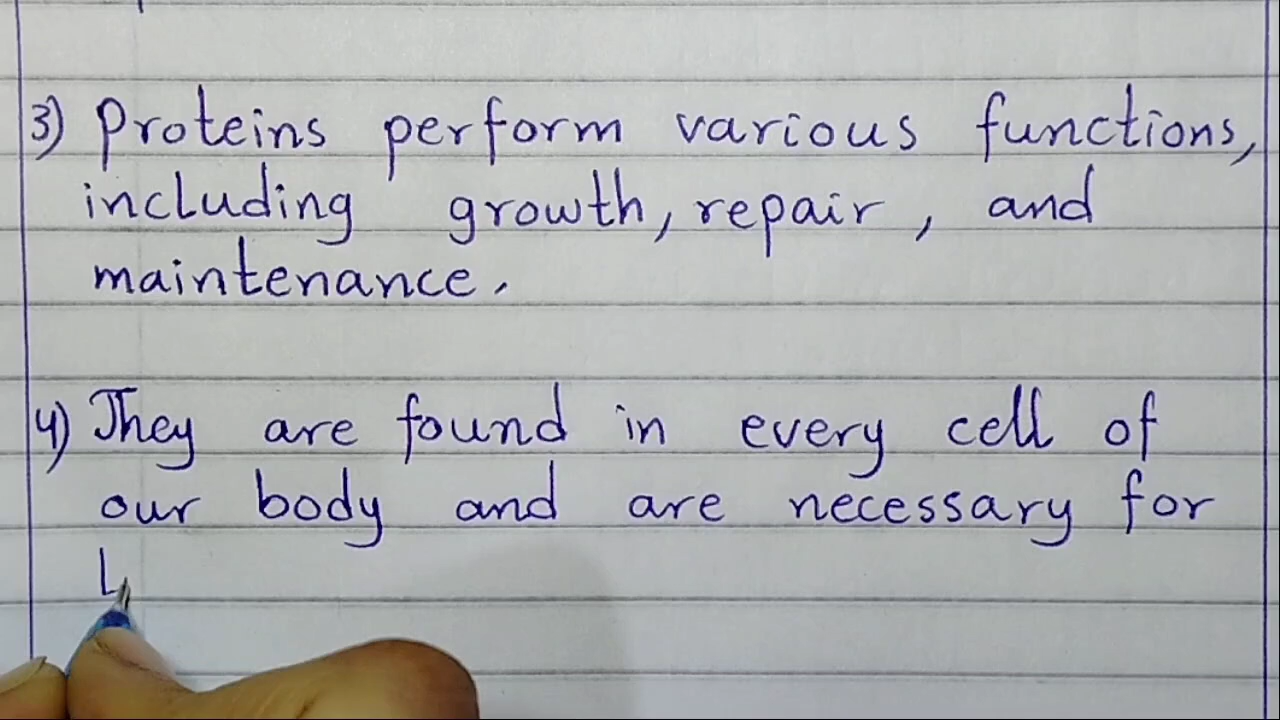 3) Proteins perform various functions,
including growth, repair, and
maintenance.
4) They are found in every cell of
our body and are necessary for